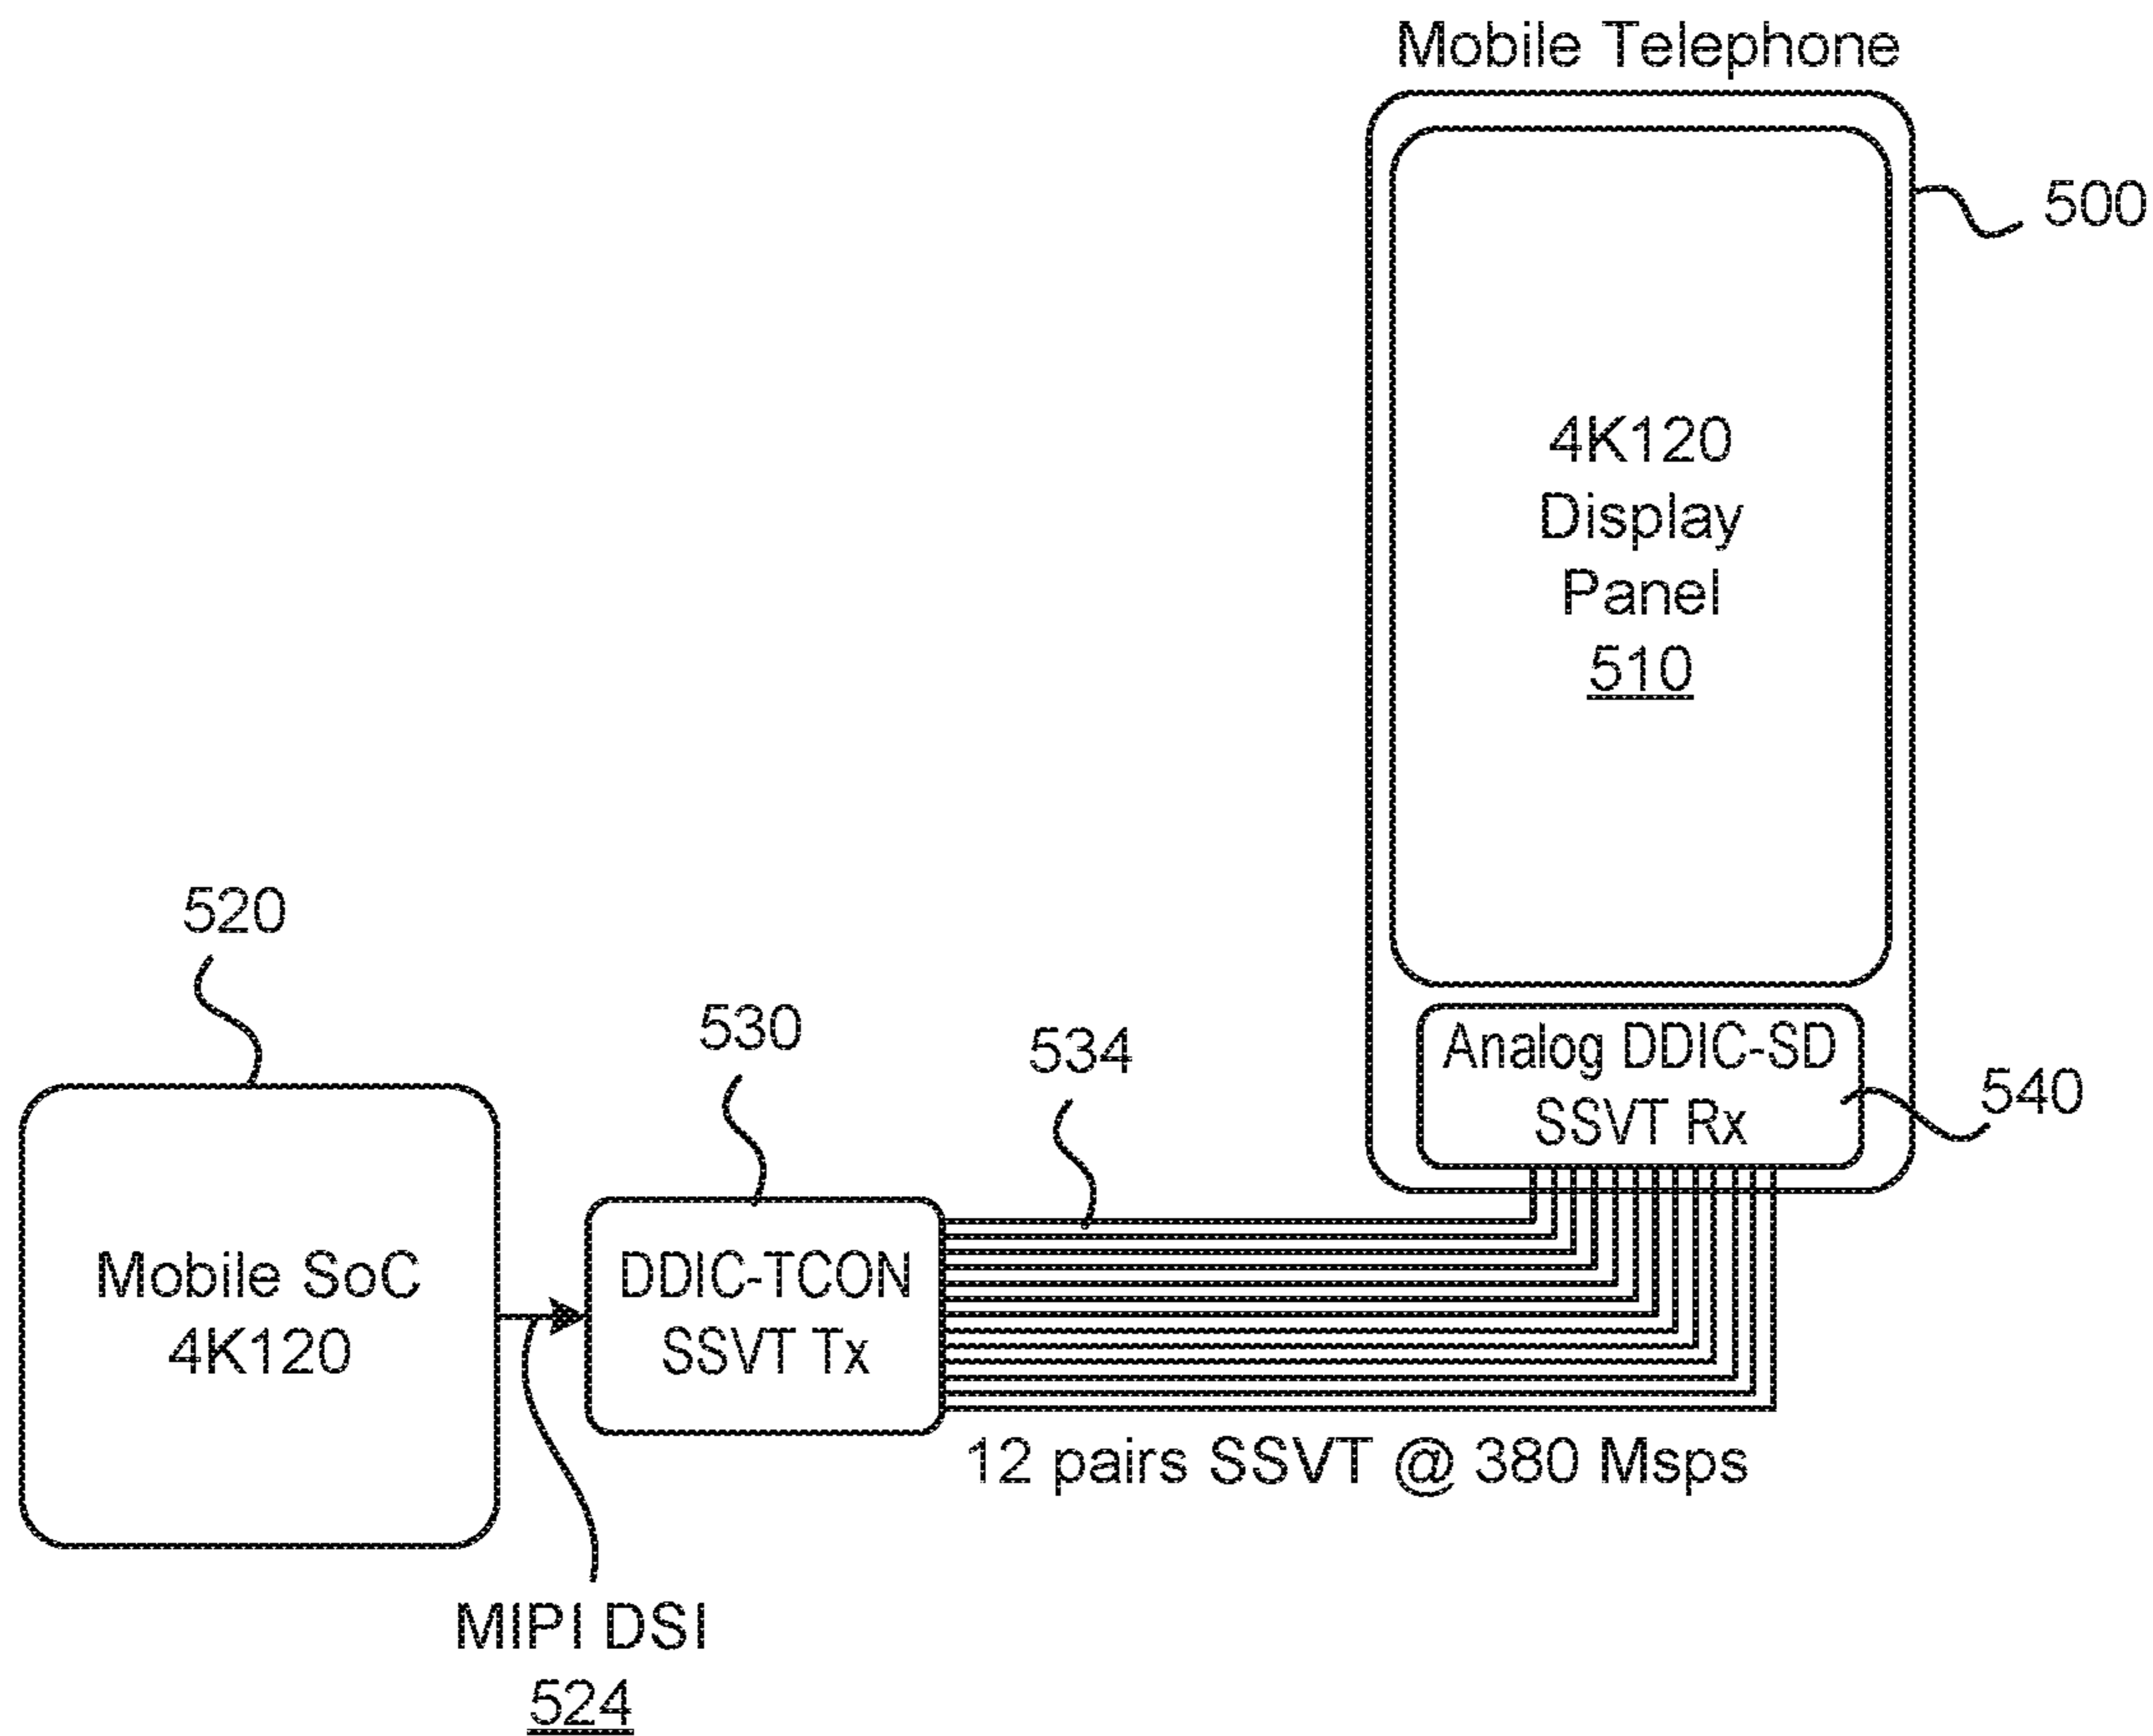 Mobile Telephone
500
4K120
Display
Panel
510
520
530
534
Analog DDIC-SD
SSVT Rx
540
Mobile SoC
4K120
DDIC-TCON
SSVT Tx
12 pairs SSVT @ 380 Msps
MIPI DSI
524